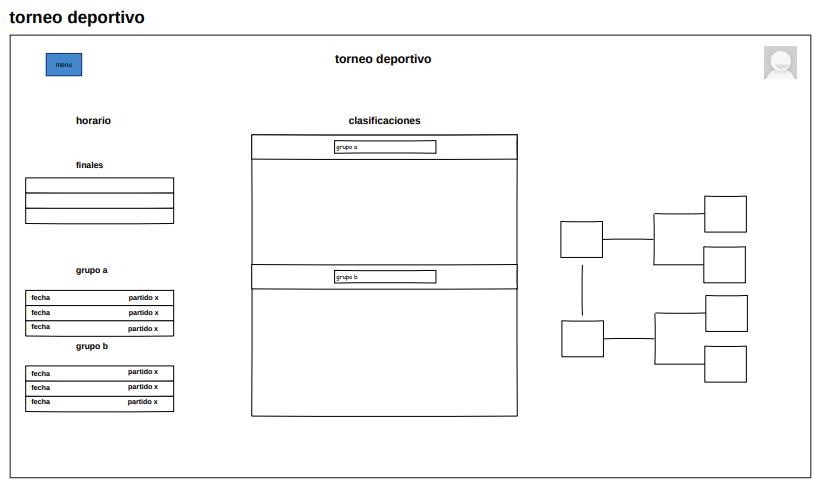 torneo deportivo
menu
torneo deportivo
horario
finales
grupo a
fecha partido x
fecha partido x
fecha partido x
grupo b
fecha partido x
fecha partido x
fecha partido x
clasificaciones
grupo a
grupo b